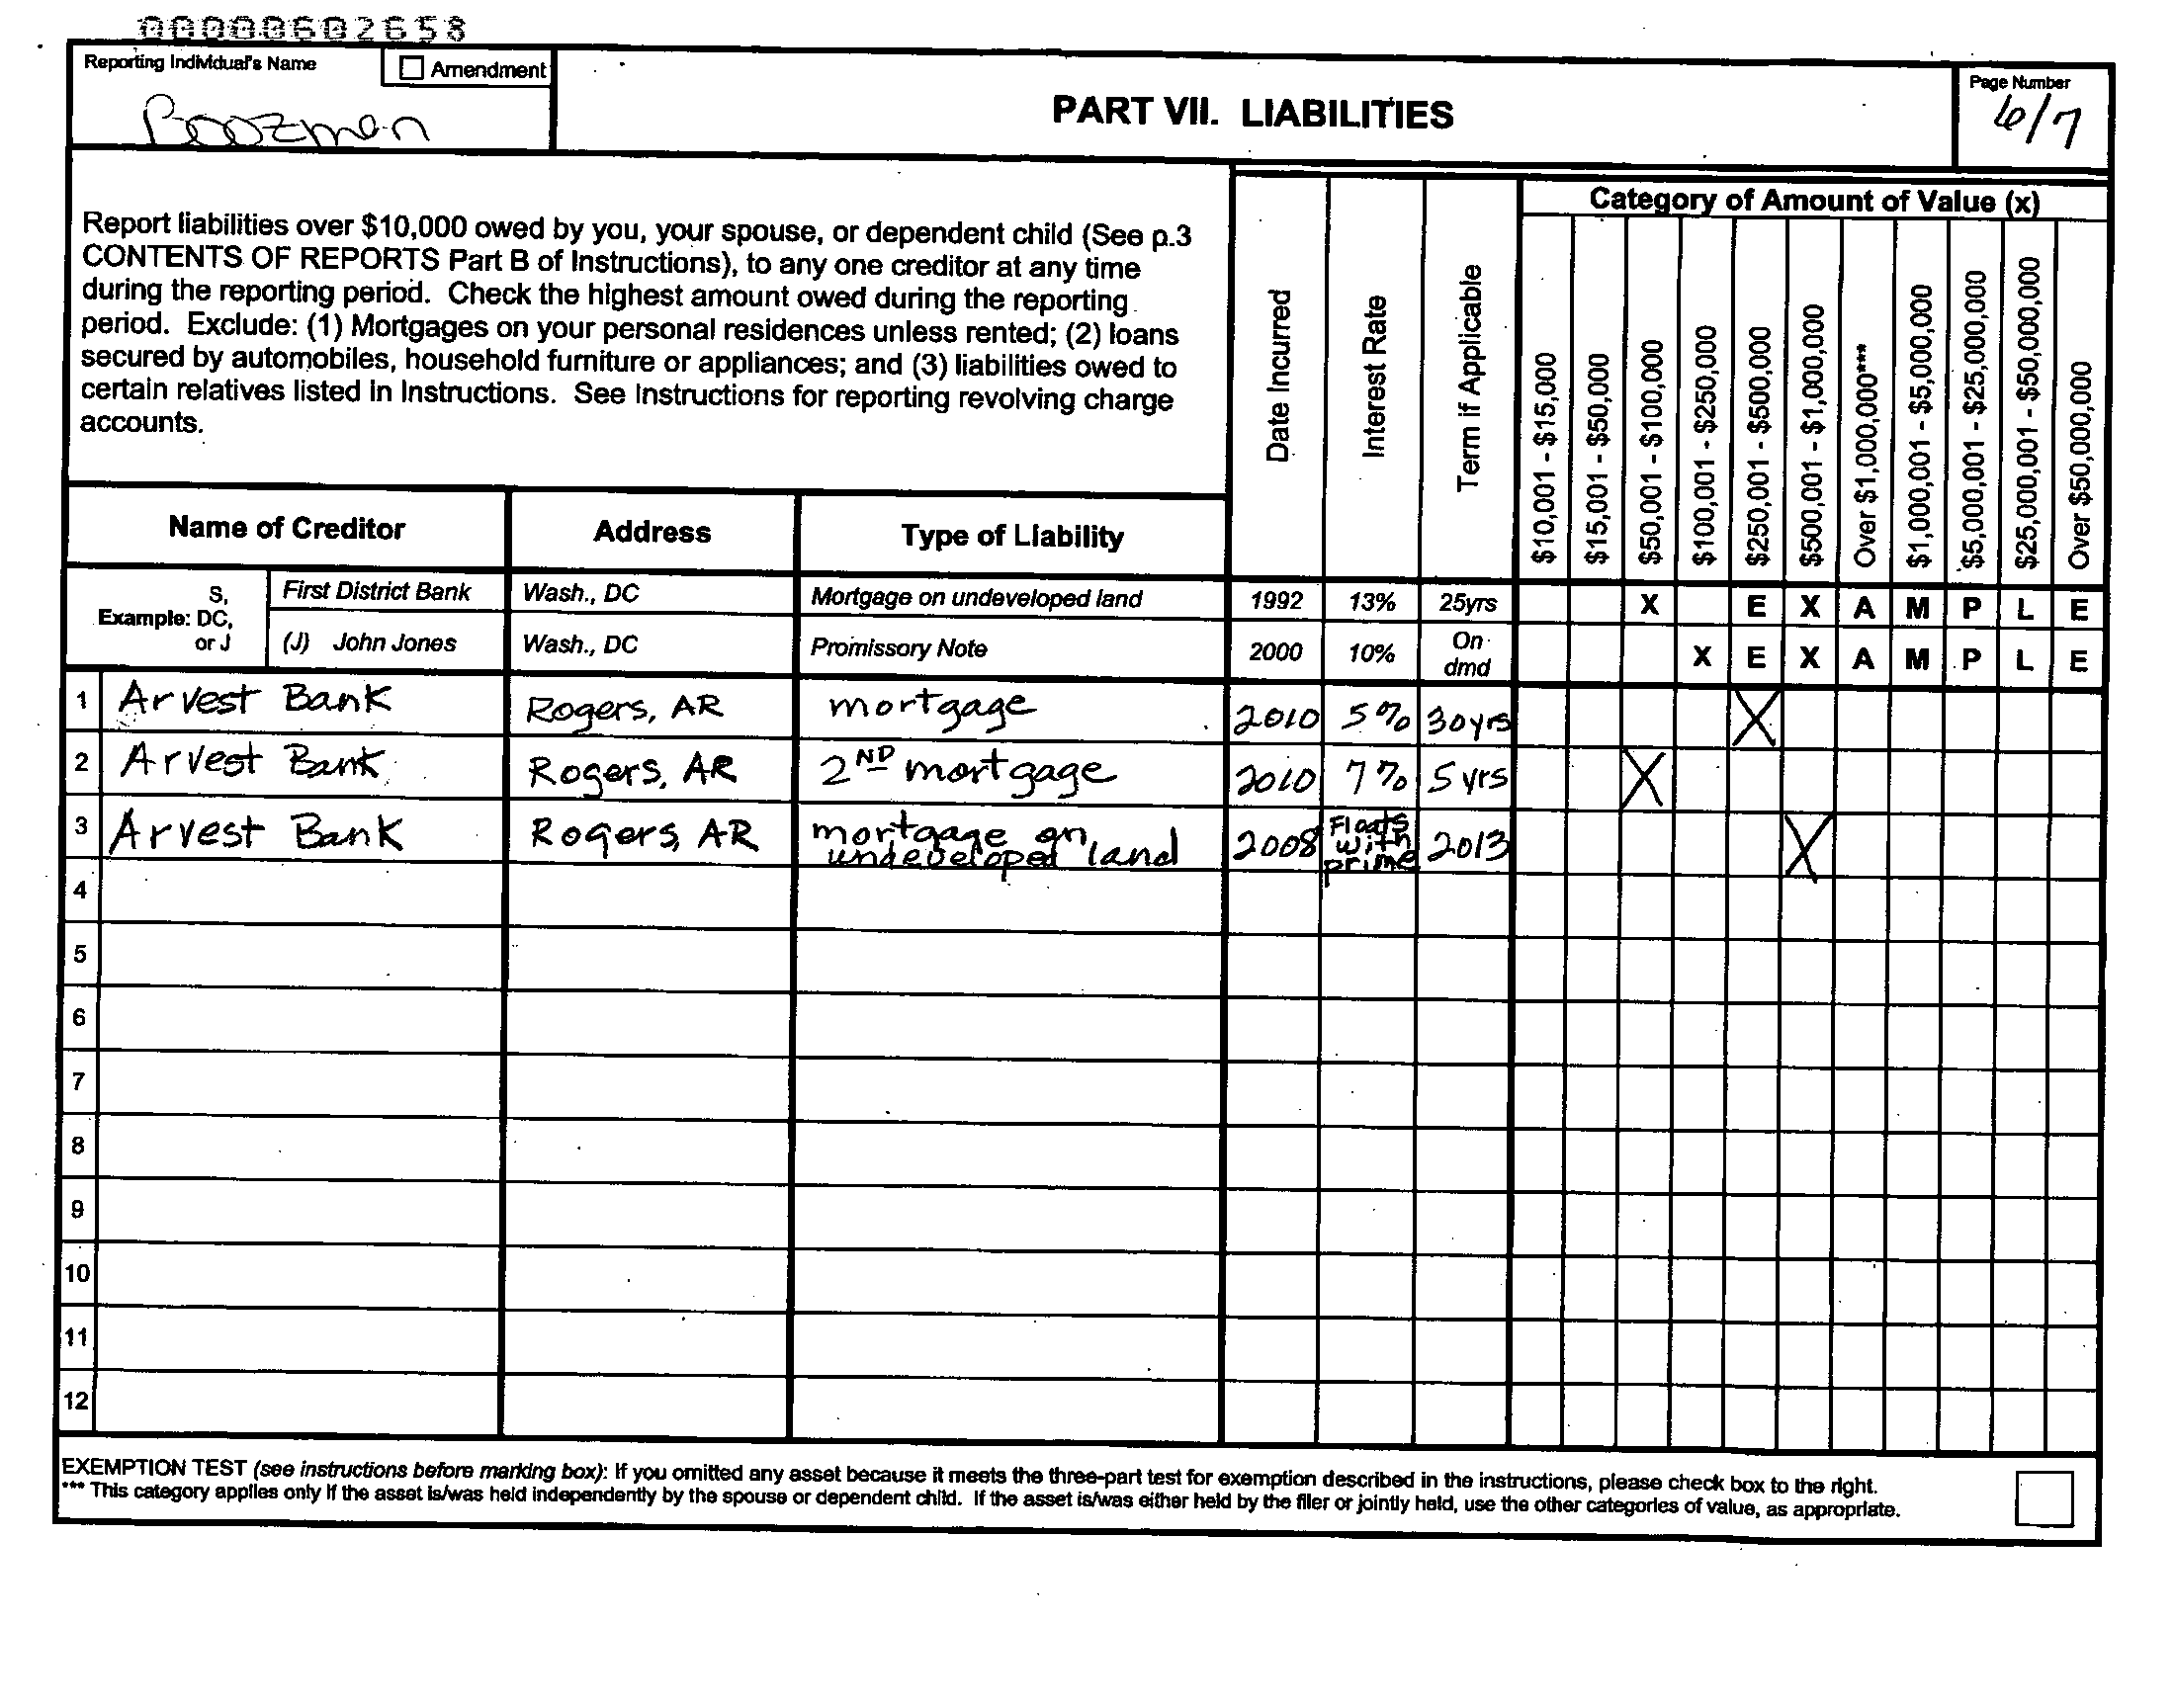 00000602658
Reporting Individual's Name
Amendment
Boozman
PART VII. LIABILITIES
Page Number
6/7
Report liabilities over $10,000 owed by you, your spouse, or dependent child (See p.3
CONTENTS OF REPORTS Part B of Instructions), to any one creditor at any time
during the reporting period. Check the highest amount owed during the reporting
period. Exclude: (1) Mortgages on your personal residences unless rented; (2) loans
secured by automobiles, household furniture or appliances; and (3) liabilities owed to
certain relatives listed in Instructions. See Instructions for reporting revolving charge
accounts.
Date Incurred
Interest Rate
Term if Applicable
Category of Amount of Value (x)
$10,001 - $15,000
$15,001 - $50,000
$50,001 - $100,000
$100,001 - $250,000
$250,001 - $500,000
$500,001 - $1,000,000
Over $1,000,000***
$1,000,001 - $5,000,000
$5,000,001 - $25,000,000
$25,000,001 - $50,000,000
Over $50,000,000
Name of Creditor Address Type of Liability
Example: S, DC, or J
First District Bank Wash., DC Mortgage on undeveloped land 1992 13% 25yrs X E X A M P L E
(J) John Jones Wash., DC Promissory Note 2000 10% On dmd X E X A M P L E
1 Arvest Bank Rogers, AR mortgage 2010 5% 30yrs X
2 Arvest Bank Rogers, AR 2ND mortgage 2010 7% 5 yrs X
3 Arvest Bank Rogers, AR mortgage on undeveloped land 2008 Floats with prime 2013 X
4
5
6
7
8
9
10
11
12
EXEMPTION TEST (see instructions before marking box): If you omitted any asset because it meets the three-part test for exemption described in the instructions, please check box to the right.
*** This category applies only if the asset is/was held independently by the spouse or dependent child. If the asset is/was either held by the filer or jointly held, use the other categories of value, as appropriate.